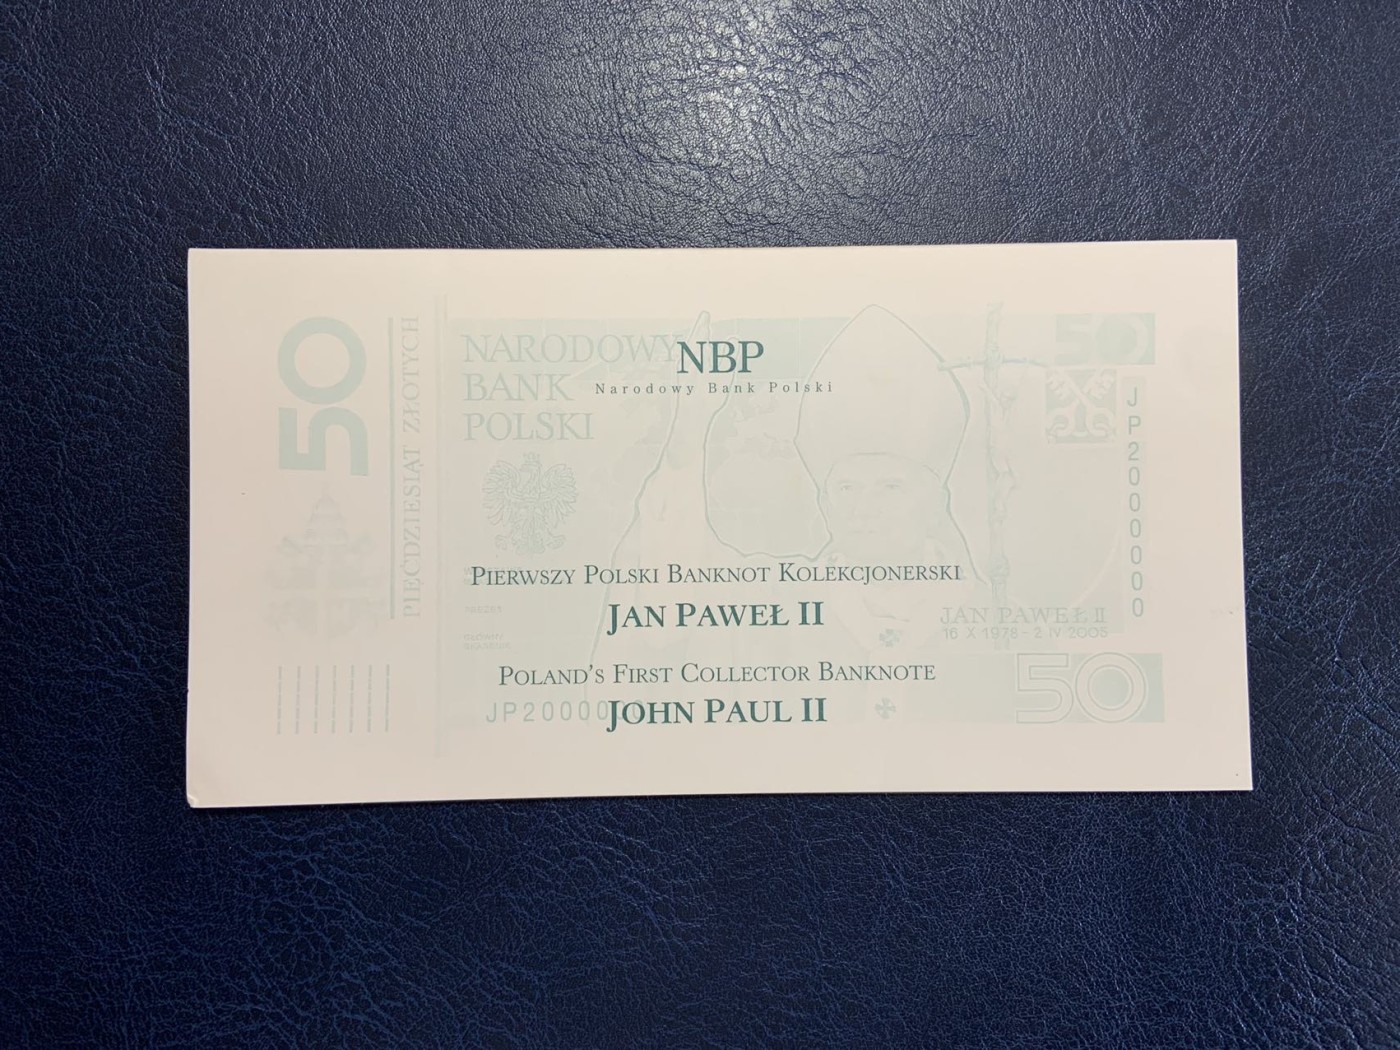 50
PIĘĆDZIESIĄT ZŁOTYCH
NARODOWY
BANK
POLSKI
NBP
Narodowy Bank Polski
50
JP2000000
PIERWSZY POLSKI BANKNOT KOLEKCJONERSKI
JAN PAWEŁ II
JAN PAWEŁ II
16 X 1978 - 2 IV 2005
POLAND'S FIRST COLLECTOR BANKNOTE
JOHN PAUL II
50